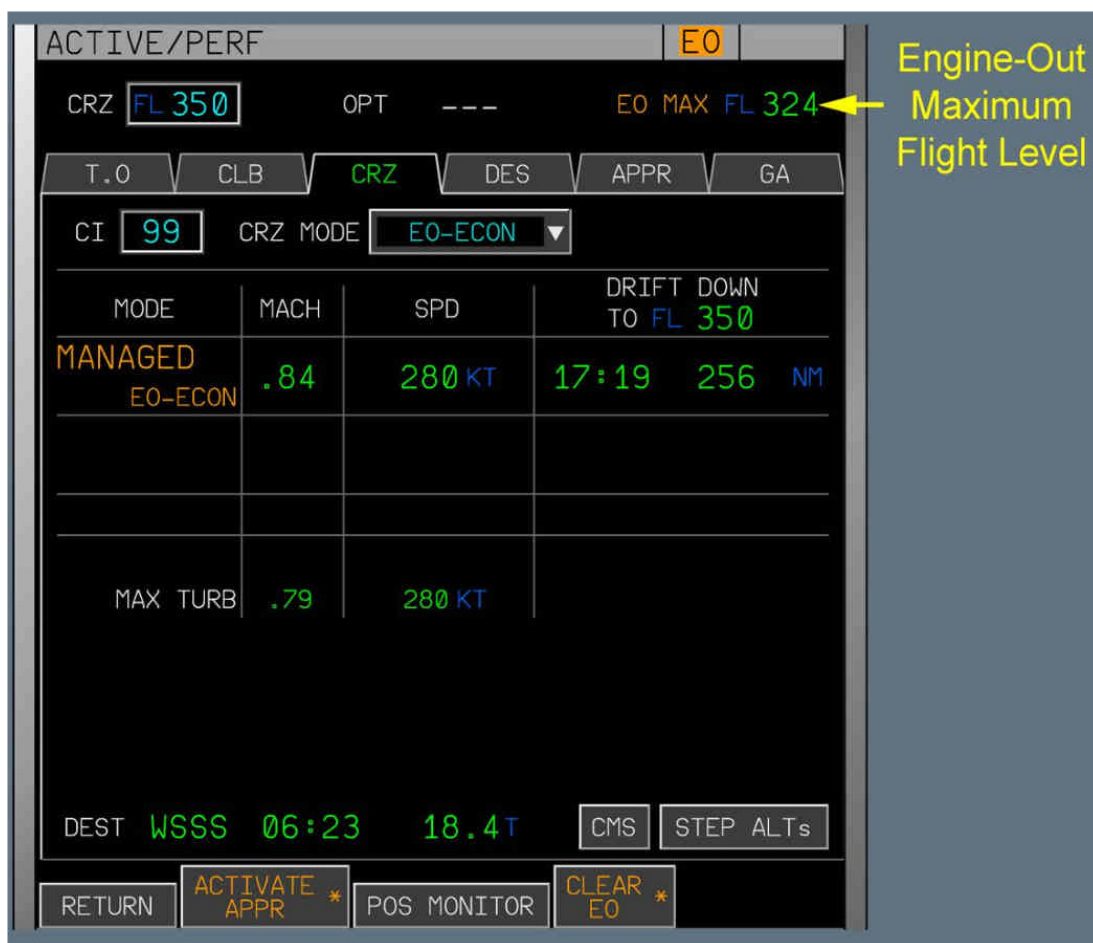 ACTIVE/PERF EO
CRZ FL 350 OPT --- EO MAX FL 324
Engine-Out
Maximum
Flight Level
T.O CLB CRZ DES APPR GA
CI 99 CRZ MODE EO-ECON
MODE MACH SPD DRIFT DOWN
TO FL 350
MANAGED
EO-ECON .84 280 KT 17:19 256 NM
MAX TURB .79 280 KT
DEST WSSS 06:23 18.4 T CMS STEP ALTs
RETURN ACTIVATE
APPR * POS MONITOR CLEAR
EO *